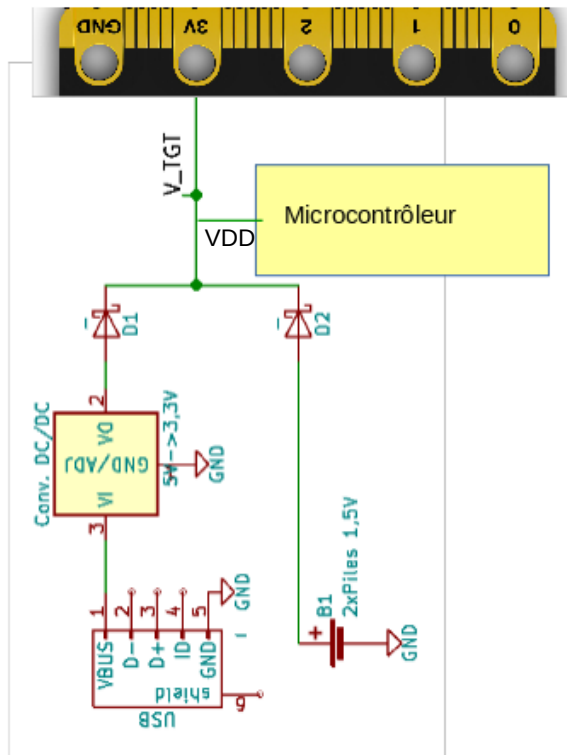 GND 3V 2 1 0
V_TGT
Microcontrôleur
VDD
D1
D2
Conv. DC/DC
2
VO
GND/ADJ
VI
3
5V->3,3V
GND
1 2 3 4 5
GND
VBUS D- D+ ID GND
shield
6
USB
+
B1
2xPiles 1,5V
GND